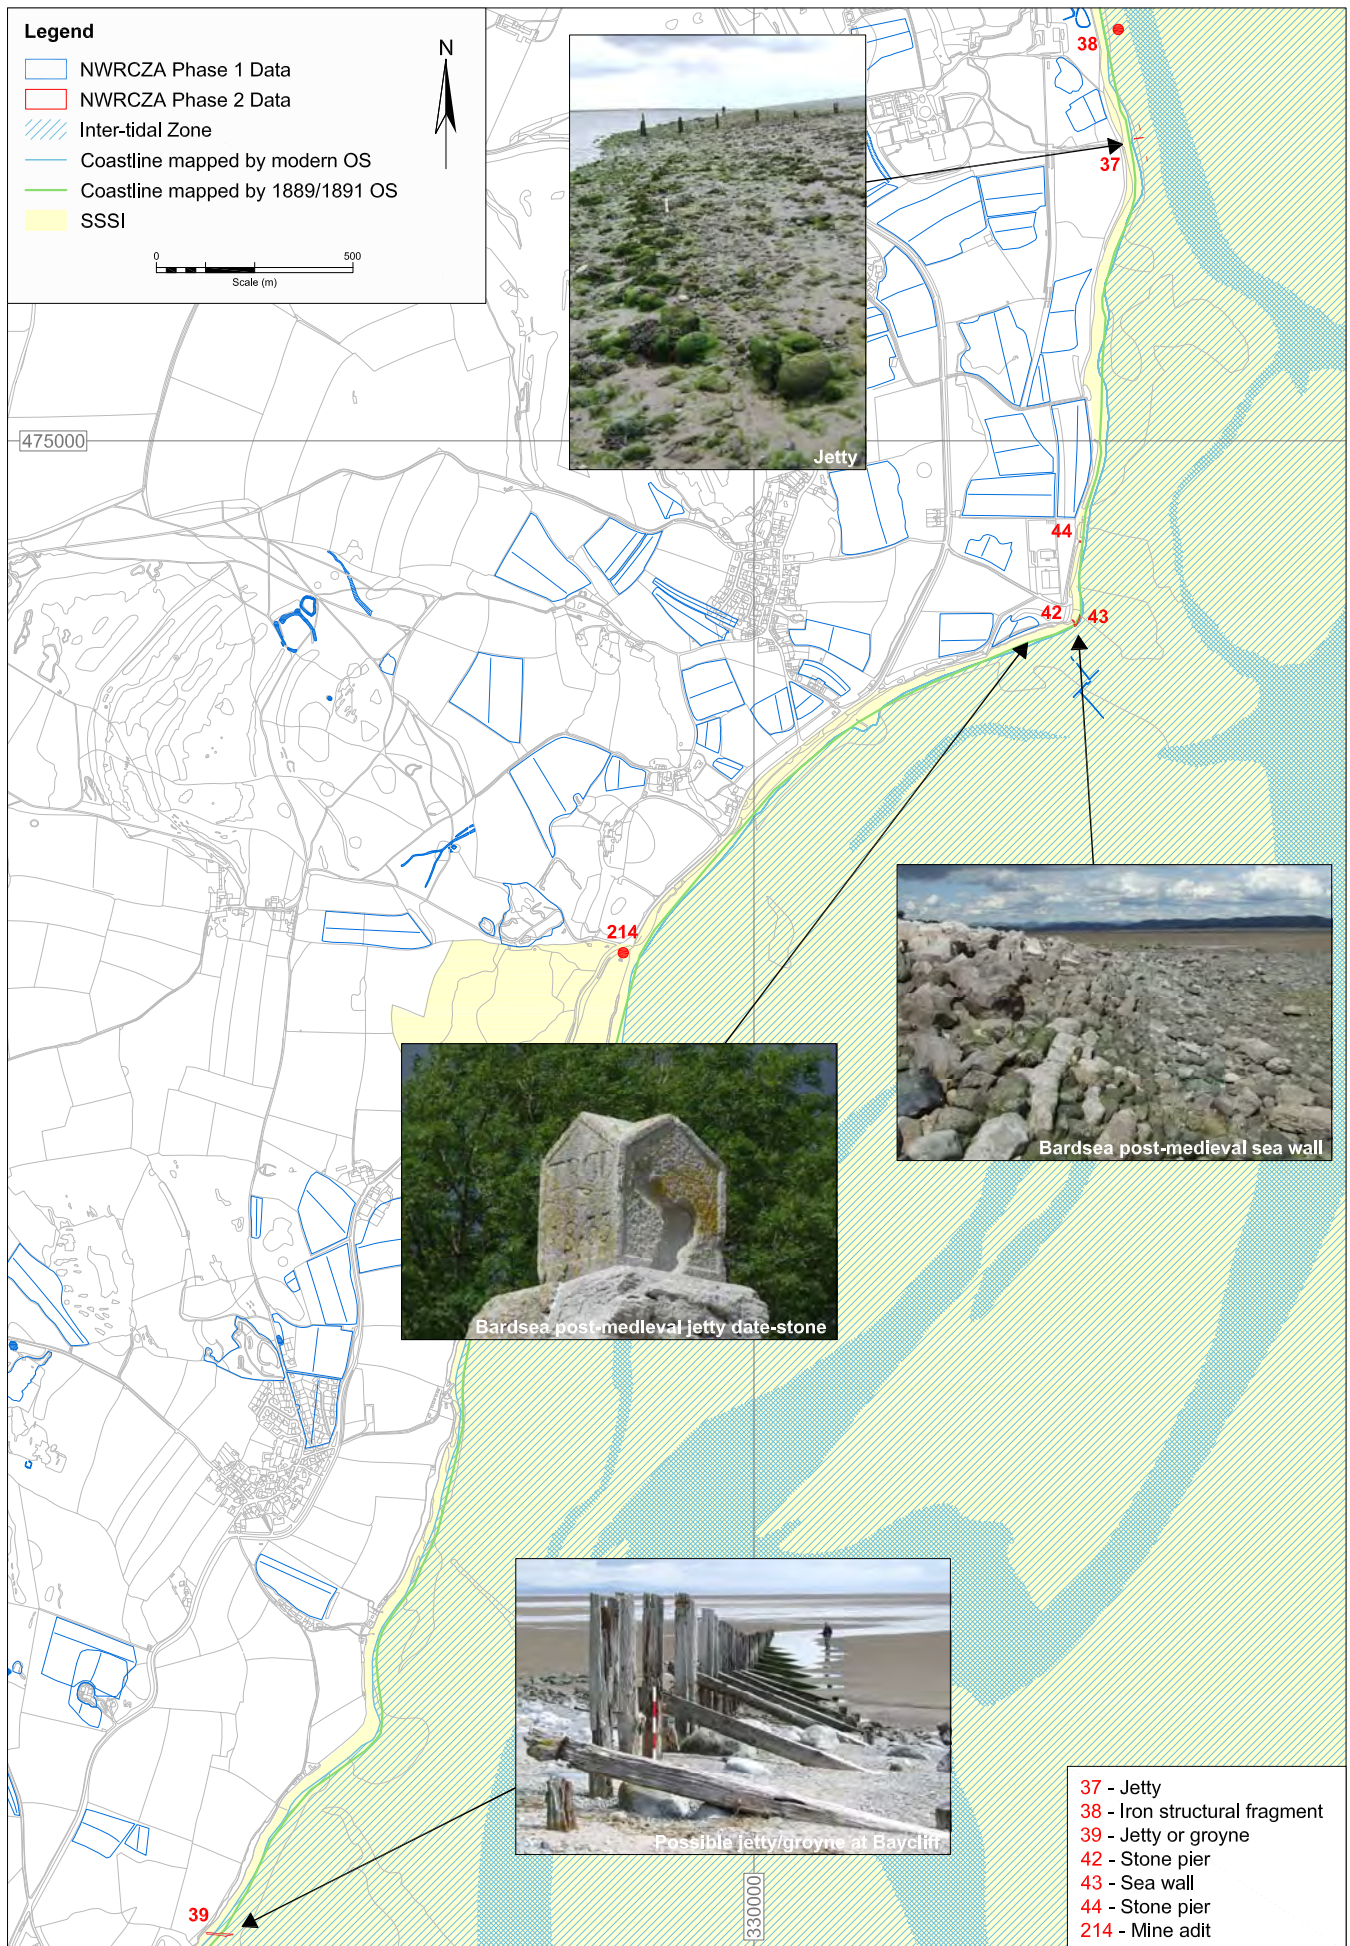 Legend
NWRCZA Phase 1 Data
NWRCZA Phase 2 Data
Inter-tidal Zone
Coastline mapped by modern OS
Coastline mapped by 1889/1891 OS
SSSI
N
0 500
Scale (m)
38
37
Jetty
475000
44
42 43
214
Bardsea post-medieval sea wall
Bardsea post-medieval jetty date-stone
Possible jetty/groyne at Baycliff
39
330000
37 - Jetty
38 - Iron structural fragment
39 - Jetty or groyne
42 - Stone pier
43 - Sea wall
44 - Stone pier
214 - Mine adit